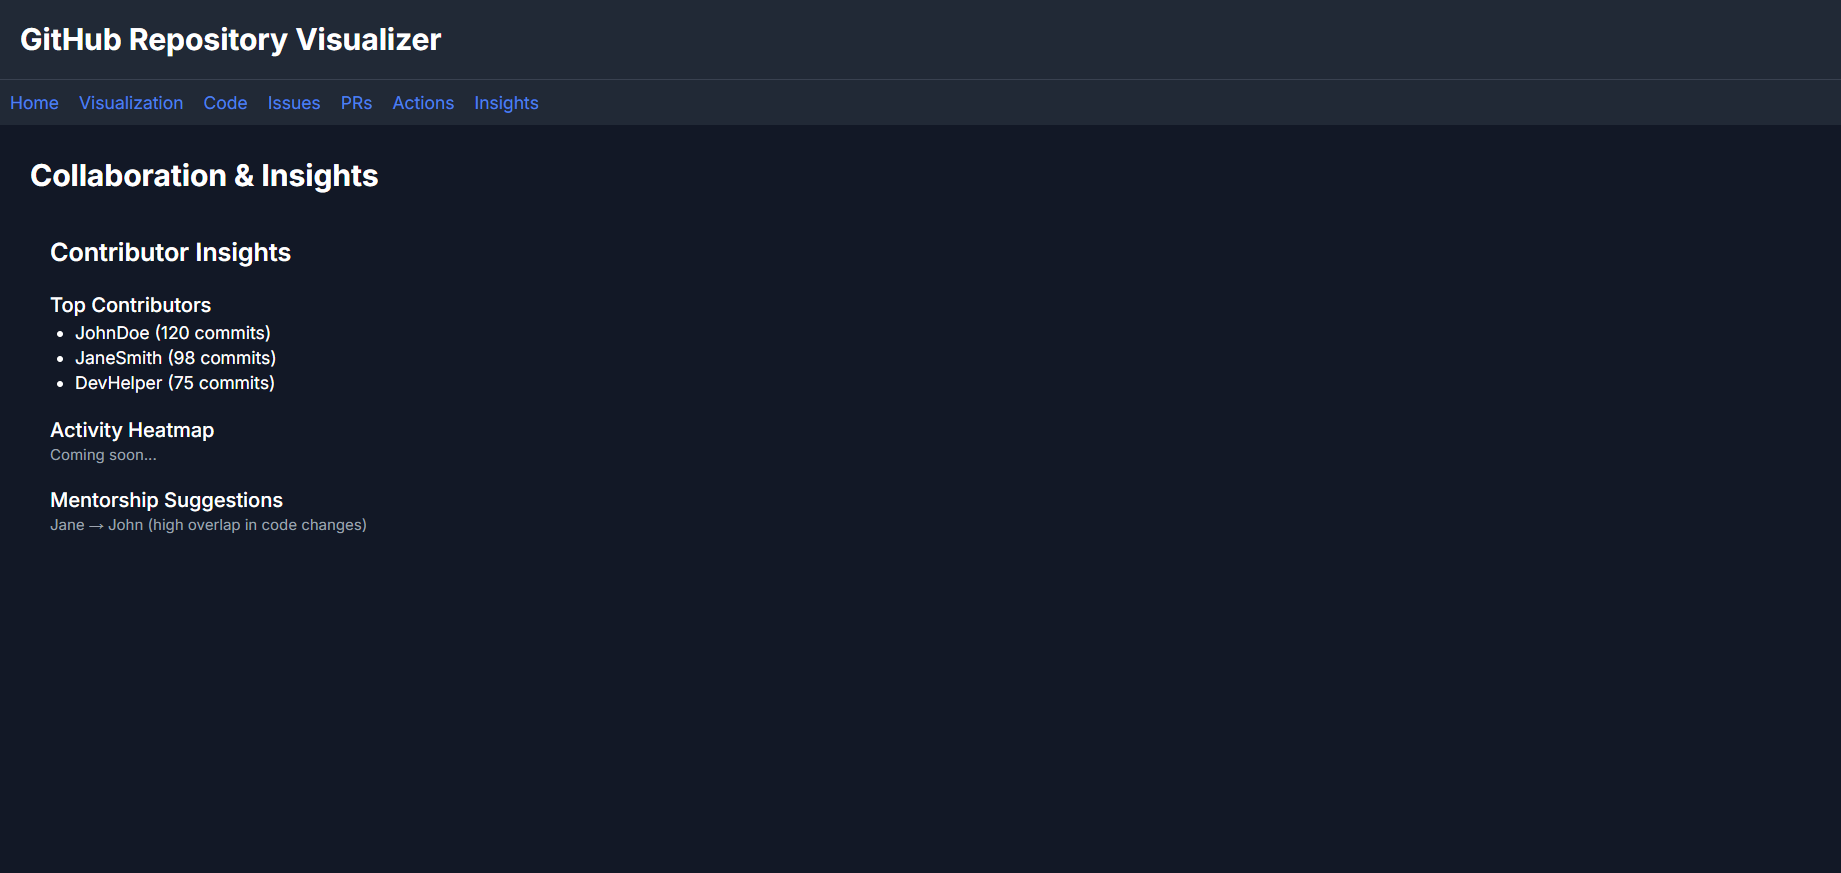 GitHub Repository Visualizer
Home Visualization Code Issues PRs Actions Insights
Collaboration & Insights
Contributor Insights
Top Contributors
• JohnDoe (120 commits)
• JaneSmith (98 commits)
• DevHelper (75 commits)
Activity Heatmap
Coming soon...
Mentorship Suggestions
Jane → John (high overlap in code changes)